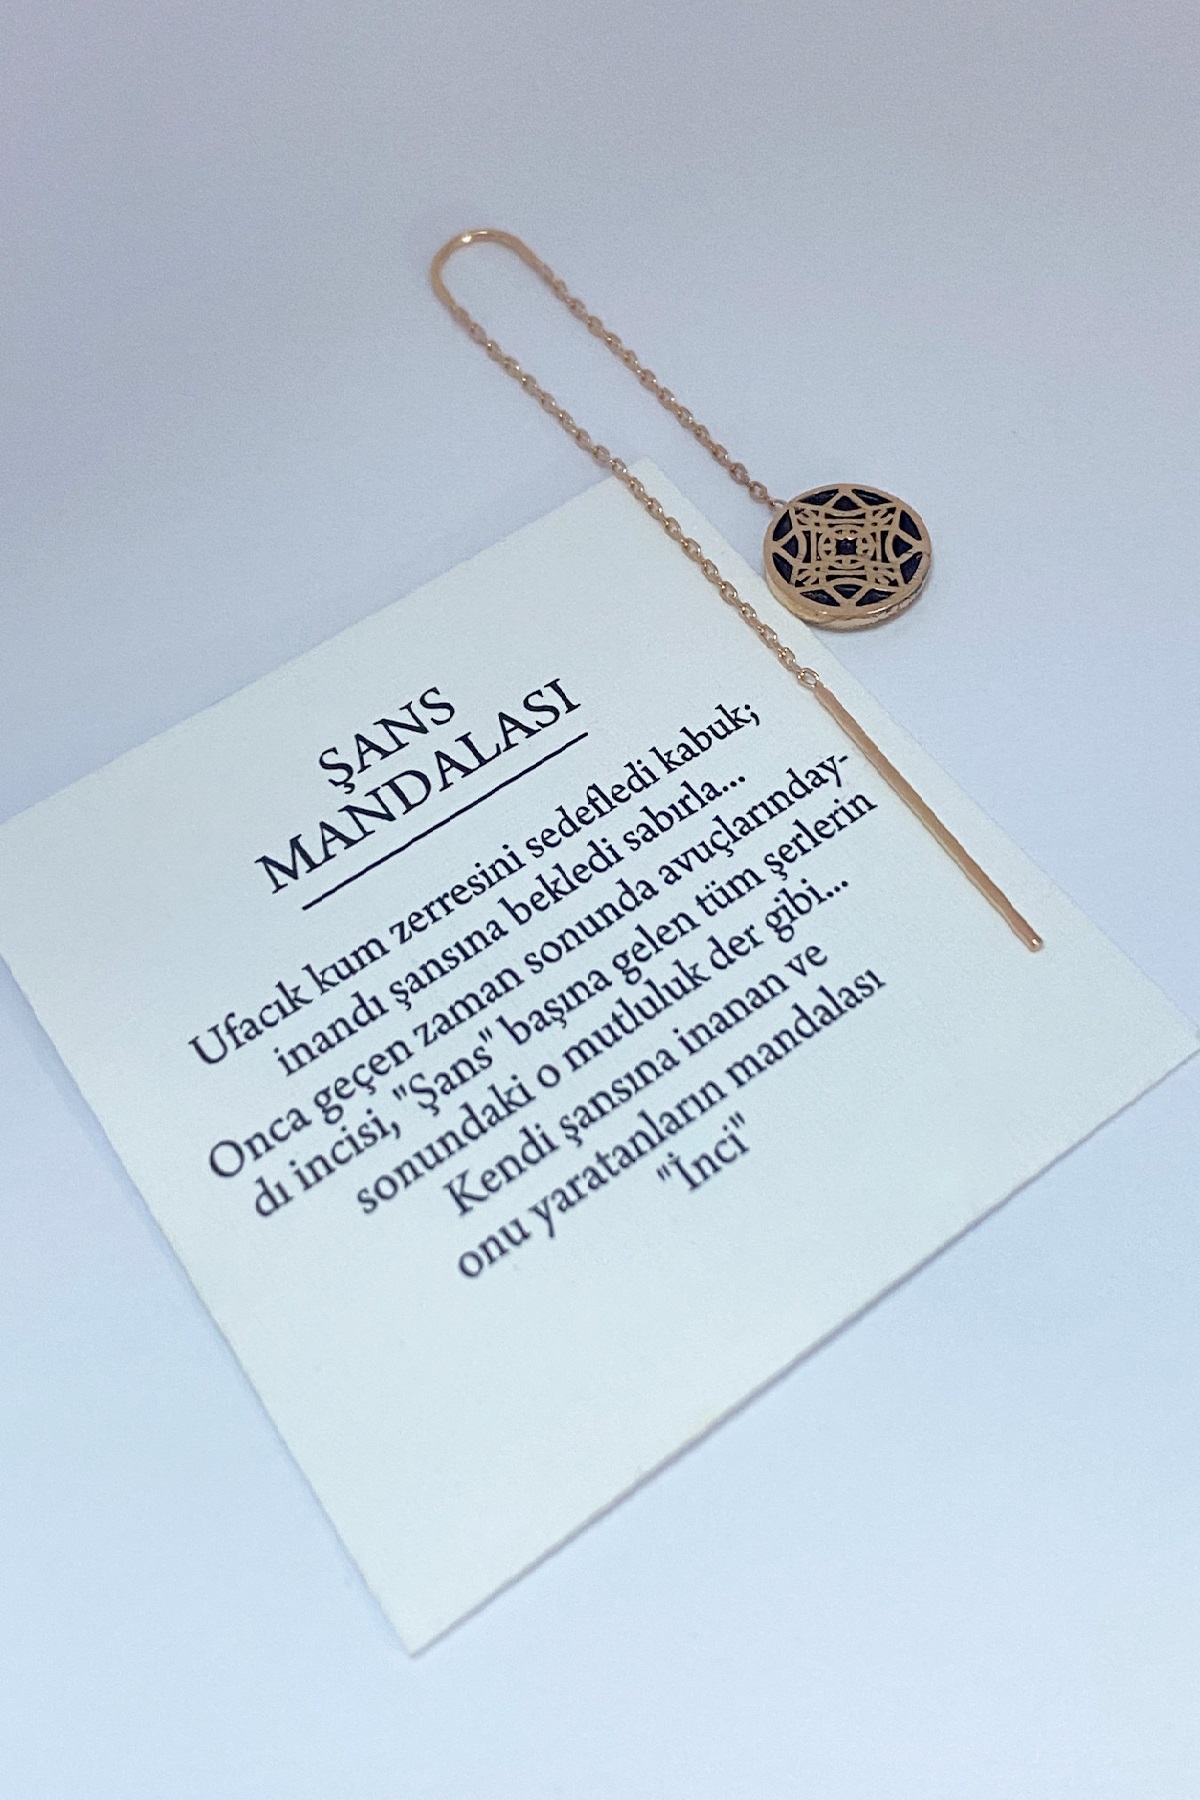 ŞANS
MANDALASI
Ufacık kum zerresini sedefledi kabuk;
inandı şansına bekledi sabırla...
Onca geçen zaman sonunda avuçlarınday-
dı incisi, "Şans" başına gelen tüm şerlerin
sonundaki o mutluluk der gibi...
Kendi şansına inanan ve
onu yaratanların mandalası
"İnci"